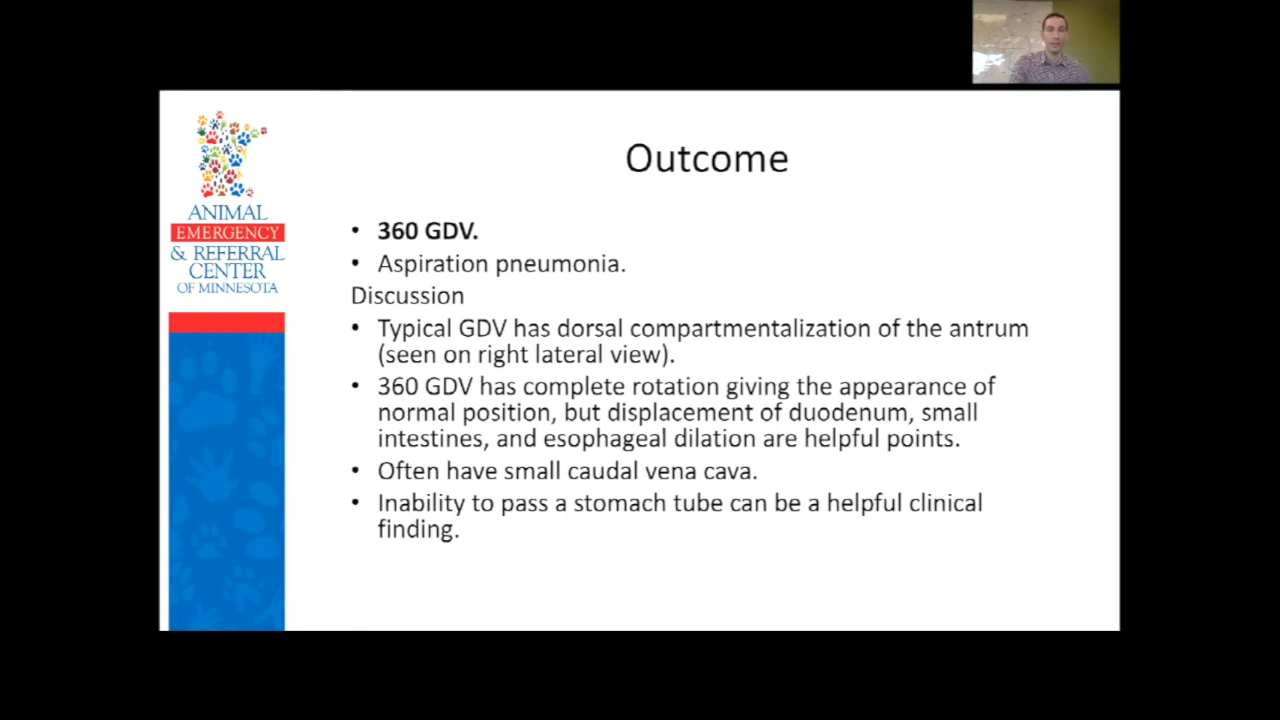 Outcome
ANIMAL
EMERGENCY
& REFERRAL
CENTER
OF MINNESOTA
• 360 GDV.
• Aspiration pneumonia.
Discussion
• Typical GDV has dorsal compartmentalization of the antrum
(seen on right lateral view).
• 360 GDV has complete rotation giving the appearance of
normal position, but displacement of duodenum, small
intestines, and esophageal dilation are helpful points.
• Often have small caudal vena cava.
• Inability to pass a stomach tube can be a helpful clinical
finding.